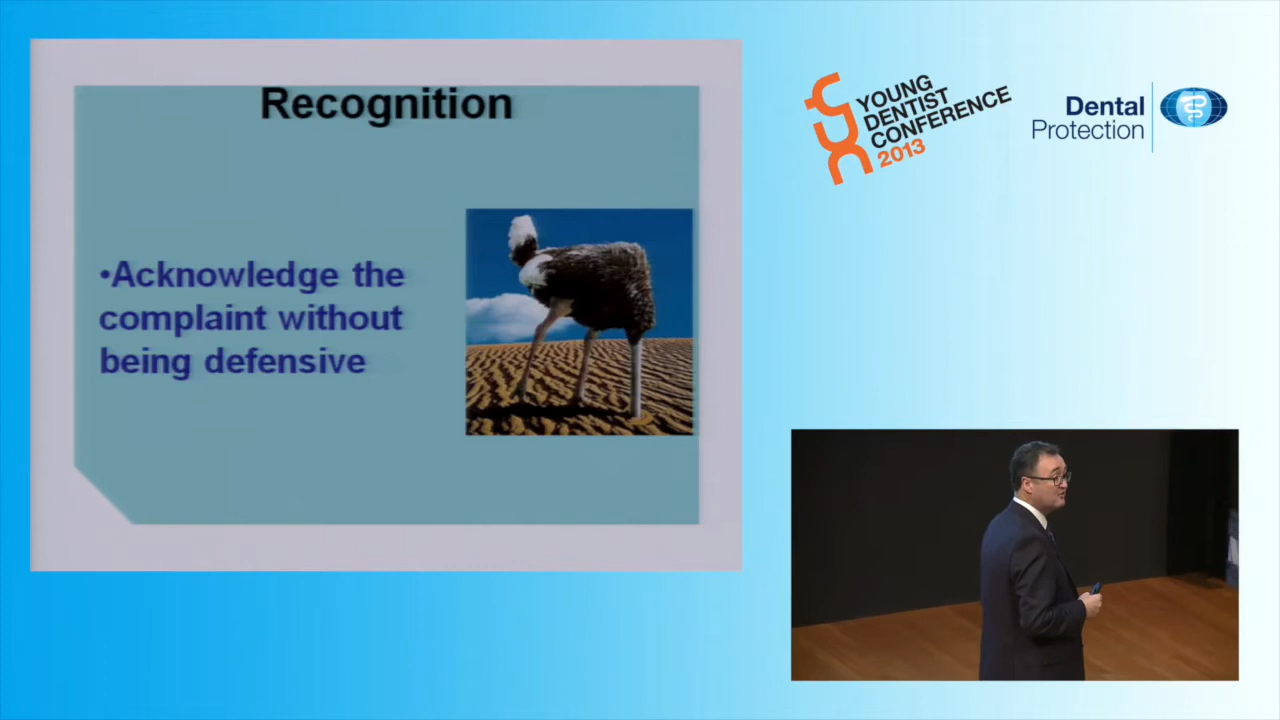 Recognition
•Acknowledge the
complaint without
being defensive
YOUNG
DENTIST
CONFERENCE
2013
Dental
Protection